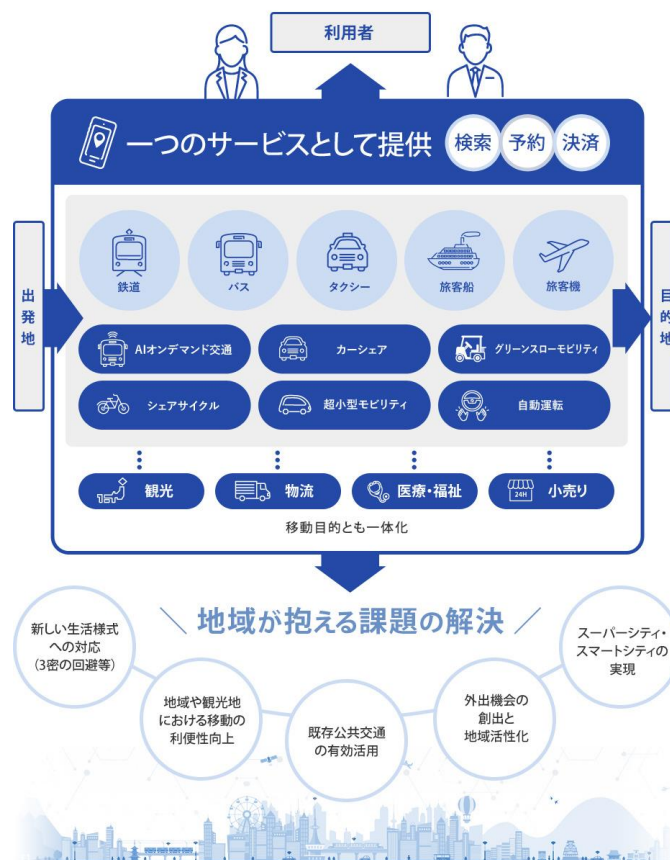 利用者
一つのサービスとして提供
検索
予約
決済
出発地
目的地
鉄道
バス
タクシー
旅客船
旅客機
AIオンデマンド交通
カーシェア
グリーンスローモビリティ
シェアサイクル
超小型モビリティ
自動運転
観光
物流
医療・福祉
24H
小売り
移動目的とも一体化
地域が抱える課題の解決
新しい生活様式
への対応
（3密の回避等）
地域や観光地
における移動の
利便性向上
既存公共交通
の有効活用
外出機会の
創出と
地域活性化
スーパーシティ・
スマートシティの
実現